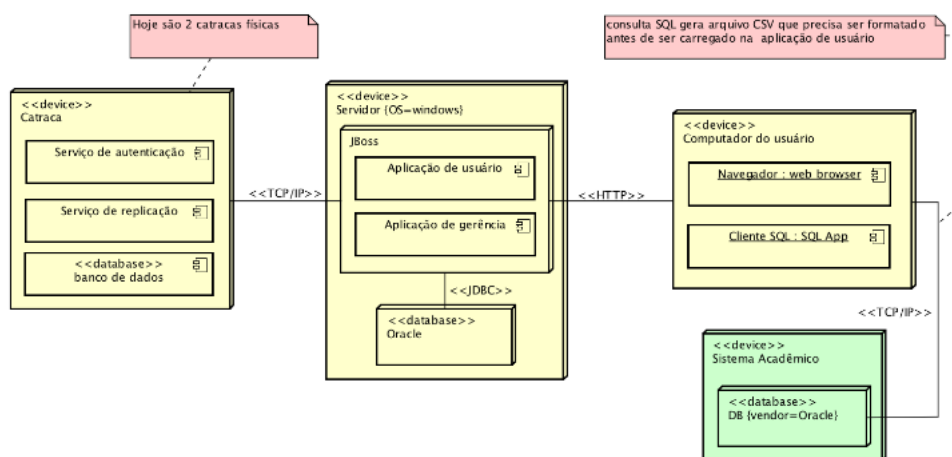 Hoje são 2 catracas físicas
consulta SQL gera arquivo CSV que precisa ser formatado
antes de ser carregado na aplicação de usuário
<<device>>
Catraca
Serviço de autenticação
Serviço de replicação
<<database>>
banco de dados
<<TCP/IP>>
<<device>>
Servidor {OS=windows}
JBoss
Aplicação de usuário
Aplicação de gerência
<<JDBC>>
<<database>>
Oracle
<<HTTP>>
<<device>>
Computador do usuário
Navegador : web browser
Cliente SQL : SQL App
<<TCP/IP>>
<<device>>
Sistema Acadêmico
<<database>>
DB {vendor=Oracle}